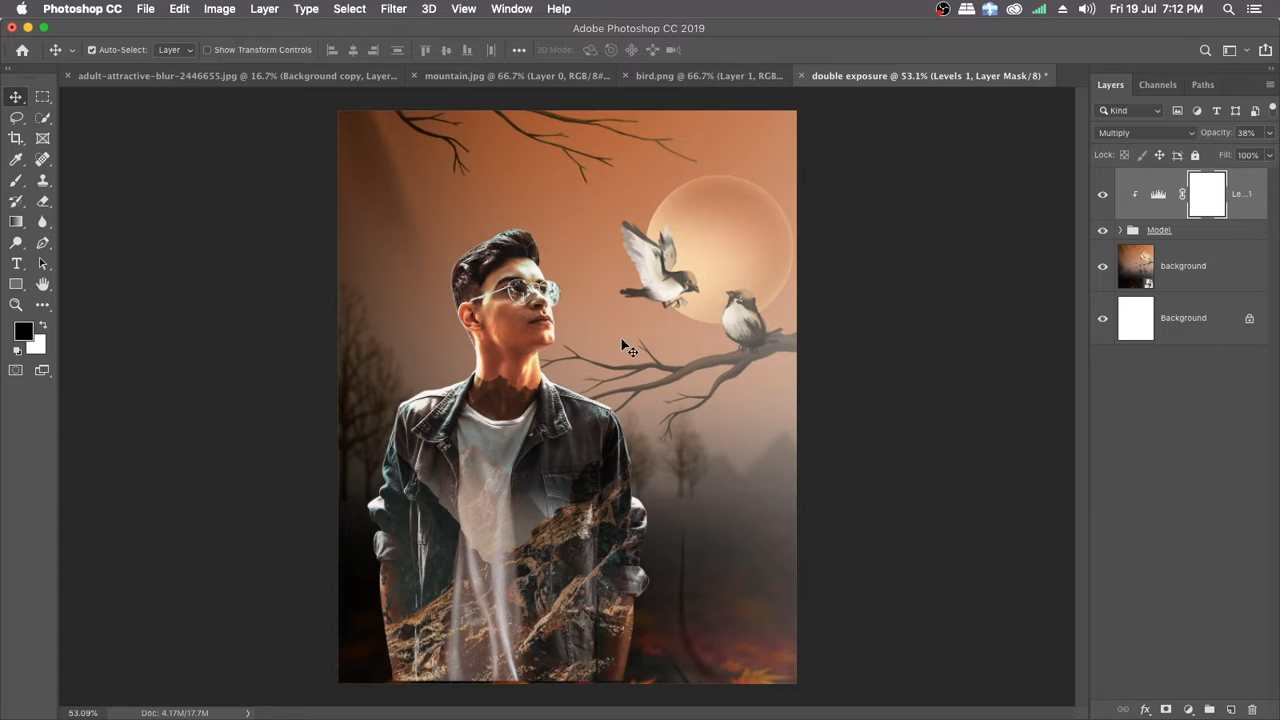 Photoshop CC File Edit Image Layer Type Select Filter 3D View Window Help Fri 19 Jul 7:12 PM
Adobe Photoshop CC 2019
Auto-Select: Layer Show Transform Controls 3D Mode:
adult-attractive-blur-2446655.jpg @ 16.7% (Background copy, Layer... mountain.jpg @ 66.7% (Layer 0, RGB/8#... bird.png @ 66.7% (Layer 1, RGB... double exposure @ 53.1% (Levels 1, Layer Mask/8) *
Layers Channels Paths
Kind
Multiply Opacity: 38%
Lock: Fill: 100%
Le...1
Model
background
Background
53.09% Doc: 4.17M/17.7M